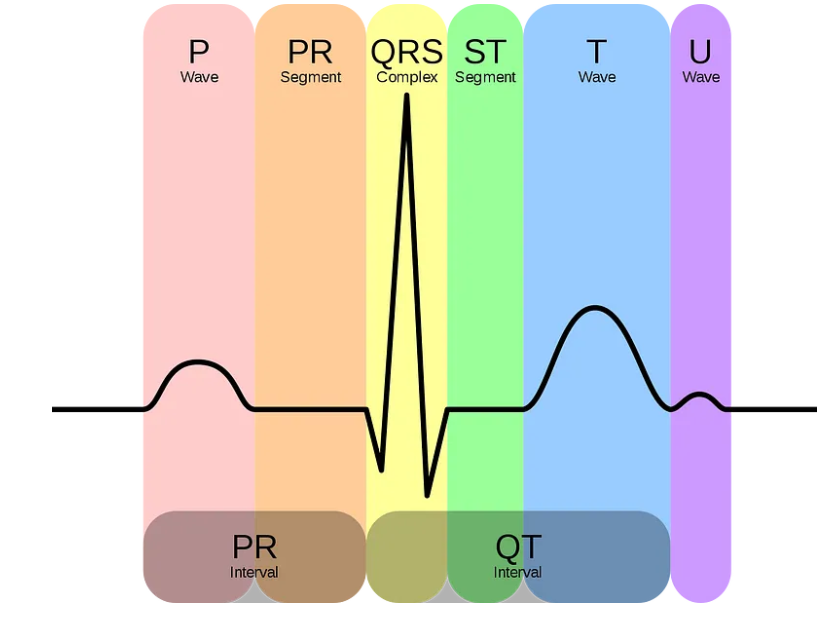 P
Wave
PR
Segment
QRS
Complex
ST
Segment
T
Wave
U
Wave
PR
Interval
QT
Interval